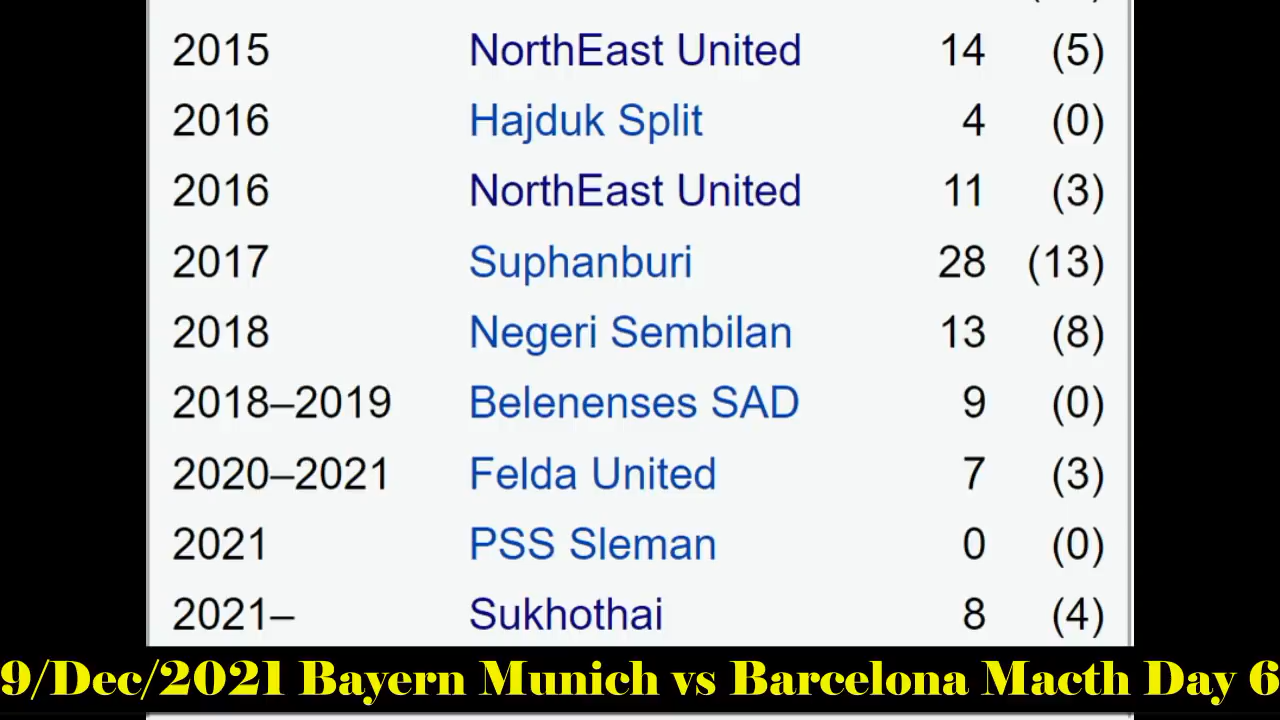 2015 NorthEast United 14 (5)
2016 Hajduk Split 4 (0)
2016 NorthEast United 11 (3)
2017 Suphanburi 28 (13)
2018 Negeri Sembilan 13 (8)
2018–2019 Belenenses SAD 9 (0)
2020–2021 Felda United 7 (3)
2021 PSS Sleman 0 (0)
2021– Sukhothai 8 (4)
9/Dec/2021 Bayern Munich vs Barcelona Macth Day 6